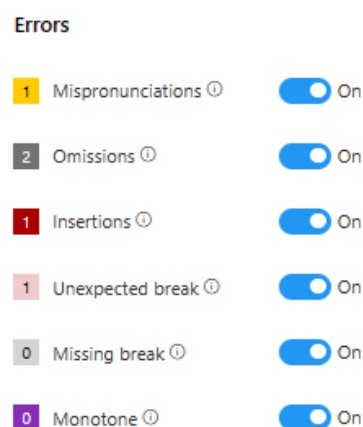 Errors
1 Mispronunciations On
2 Omissions On
1 Insertions On
1 Unexpected break On
0 Missing break On
0 Monotone On